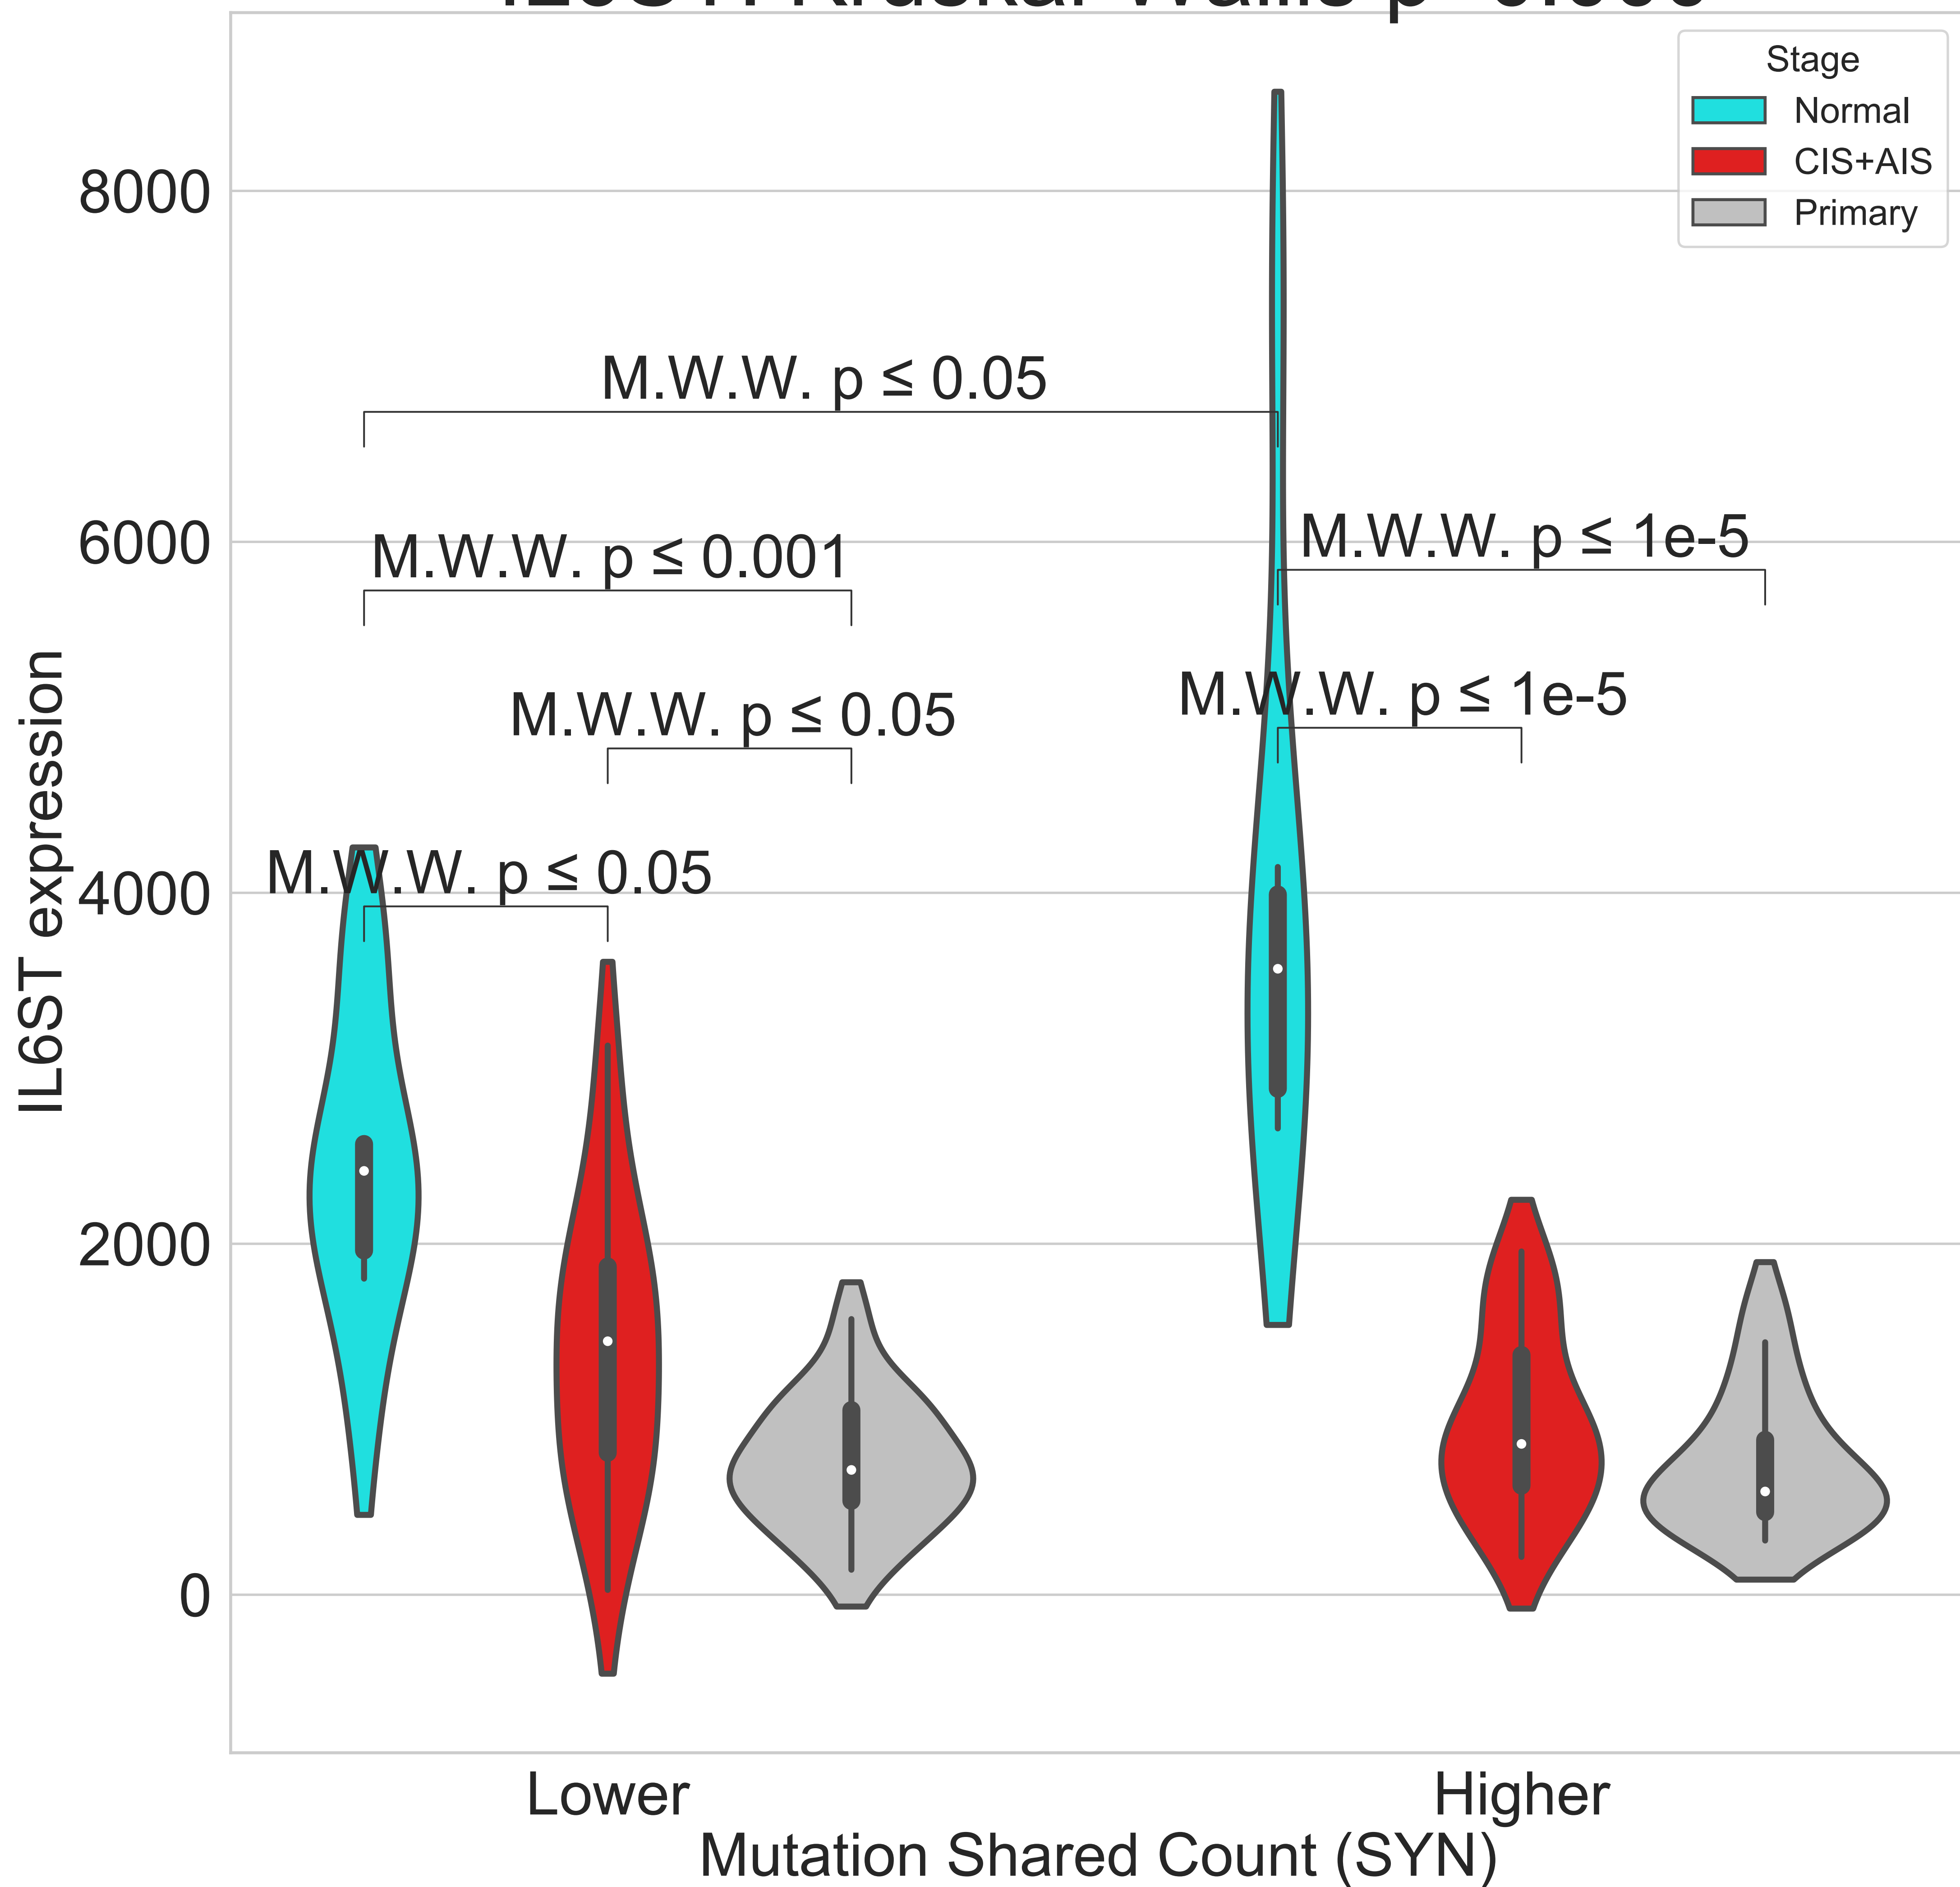 Stage
Normal
CIS+AIS
Primary
8000
6000
4000
2000
0
IL6ST expression
M.W.W. p ≤ 0.05
M.W.W. p ≤ 0.001
M.W.W. p ≤ 1e-5
M.W.W. p ≤ 0.05
M.W.W. p ≤ 1e-5
M.W.W. p ≤ 0.05
Lower
Higher
Mutation Shared Count (SYN)